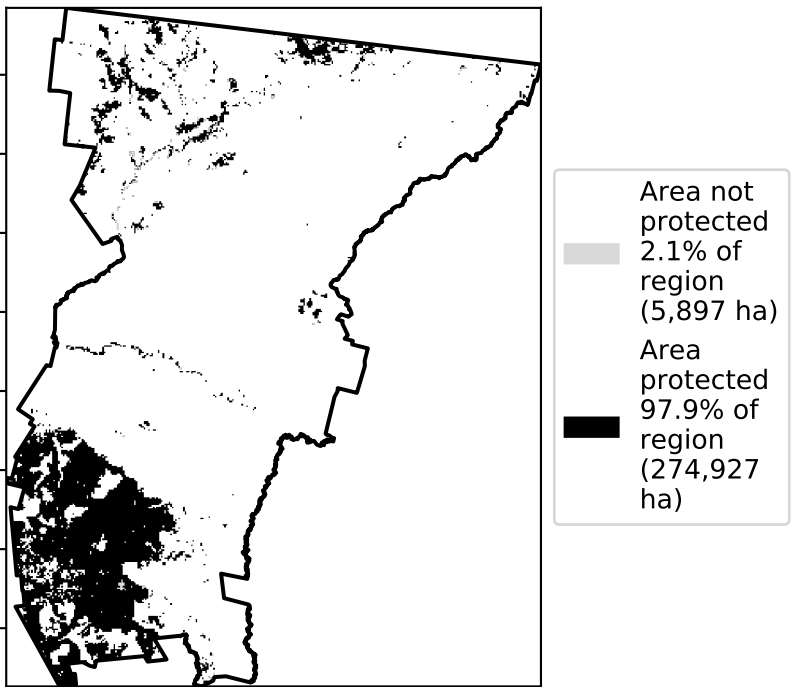 Area not
protected
2.1% of
region
(5,897 ha)
Area
protected
97.9% of
region
(274,927
ha)